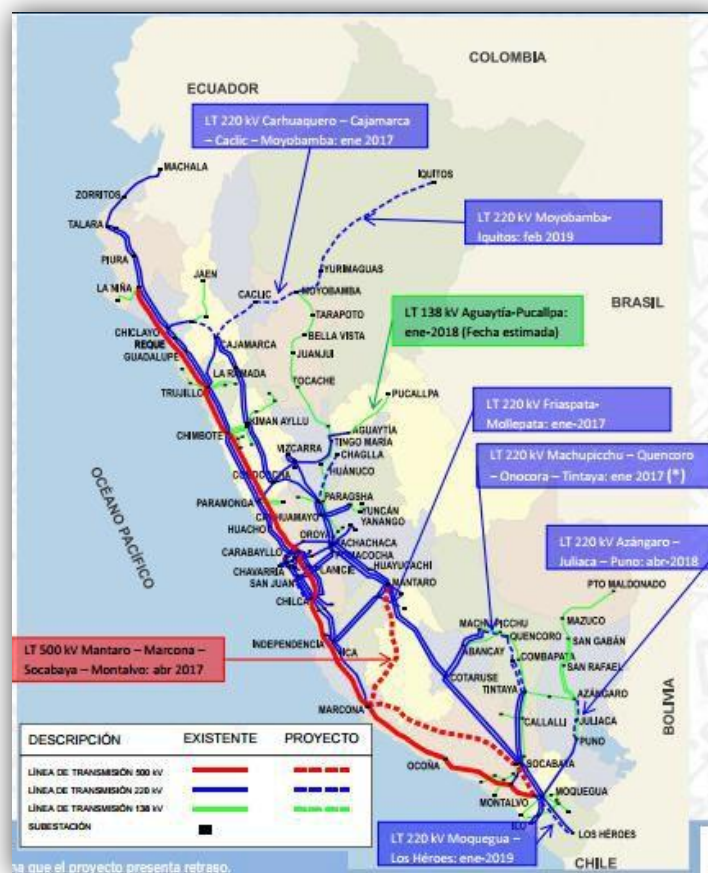 COLOMBIA
ECUADOR
LT 220 kV Carhuaquero – Cajamarca
– Caclic – Moyobamba: ene 2017
MACHALA
IQUITOS
ZORRITOS
LT 220 kV Moyobamba-
Iquitos: feb 2019
TALARA
PIURA
YURIMAGUAS
JAEN
LA NIÑA
CACLIC
MOYOBAMBA
BRASIL
LT 138 kV Aguaytía-Pucallpa:
ene-2018 (Fecha estimada)
TARAPOTO
CHICLAYO
BELLA VISTA
REQUE
CAJAMARCA
GUADALUPE
JUANJUI
LA RAMADA
TRUJILLO
TOCACHE
PUCALLPA
LT 220 kV Friaspata-
Mollepata: ene-2017
KIMAN AYLLU
CHIMBOTE
AGUAYTÍA
TINGO MARÍA
VIZCARRA
CHAGLLA
LT 220 kV Machupicchu – Quencoro
– Onocora – Tintaya: ene 2017 (*)
HUÁNUCO
OCÉANO PACÍFICO
PARAMONGA
PARAGSHA
YUNCÁN
YANANGO
HUACHO
OROYA
LT 220 kV Azángaro –
Juliaca – Puno: abr-2018
CARABAYLLO
HUAYUCACHI
CHAVARRIA
SAN JUAN
MANTARO
PTO MALDONADO
CHILCA
MAZUCO
QUENCORO
INDEPENDENCIA
SAN GABÁN
ABANCAY
COMBAPATA
SAN RAFAEL
LT 500 kV Mantaro – Marcona –
Socabaya – Montalvo: abr 2017
COTARUSE
TINTAYA
AZÁNGARO
BOLIVIA
MARCONA
CALLALLI
JULIACA
PUNO
DESCRIPCIÓN EXISTENTE PROYECTO
LÍNEA DE TRANSMISIÓN 500 kV
LÍNEA DE TRANSMISIÓN 220 kV
LÍNEA DE TRANSMISIÓN 138 kV
SUBESTACIÓN
OCOÑA
SOCABAYA
MOQUEGUA
MONTALVO
ILO
LT 220 kV Moquegua –
Los Héroes: ene-2019
LOS HÉROES
CHILE
que el proyecto presenta retraso.